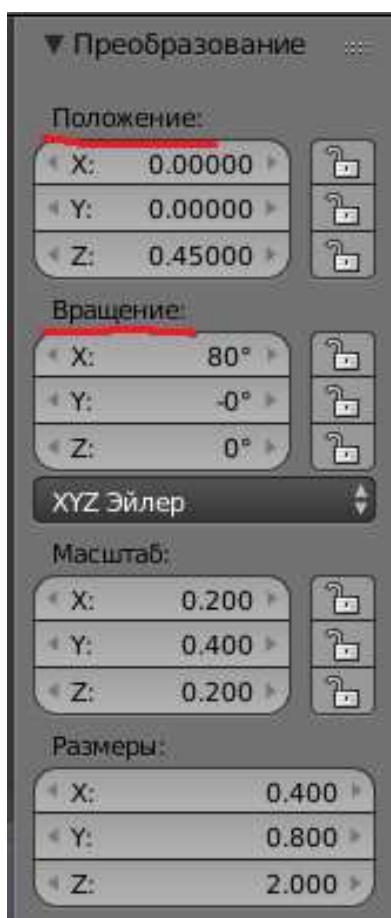 Преобразование
Положение:
X: 0.00000
Y: 0.00000
Z: 0.45000
Вращение:
X: 80°
Y: -0°
Z: 0°
XYZ Эйлер
Масштаб:
X: 0.200
Y: 0.400
Z: 0.200
Размеры:
X: 0.400
Y: 0.800
Z: 2.000